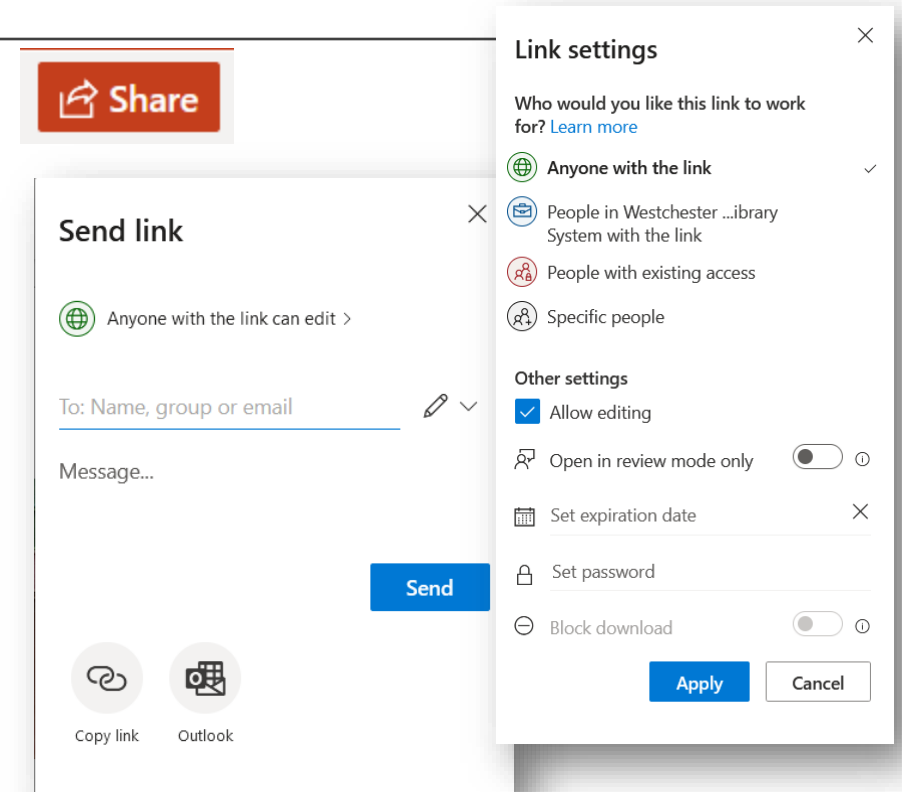 Share
Send link
Anyone with the link can edit >
To: Name, group or email
Message...
Send
Copy link
Outlook
Link settings
Who would you like this link to work
for? Learn more
Anyone with the link
People in Westchester ...ibrary
System with the link
People with existing access
Specific people
Other settings
Allow editing
Open in review mode only
Set expiration date
Set password
Block download
Apply
Cancel